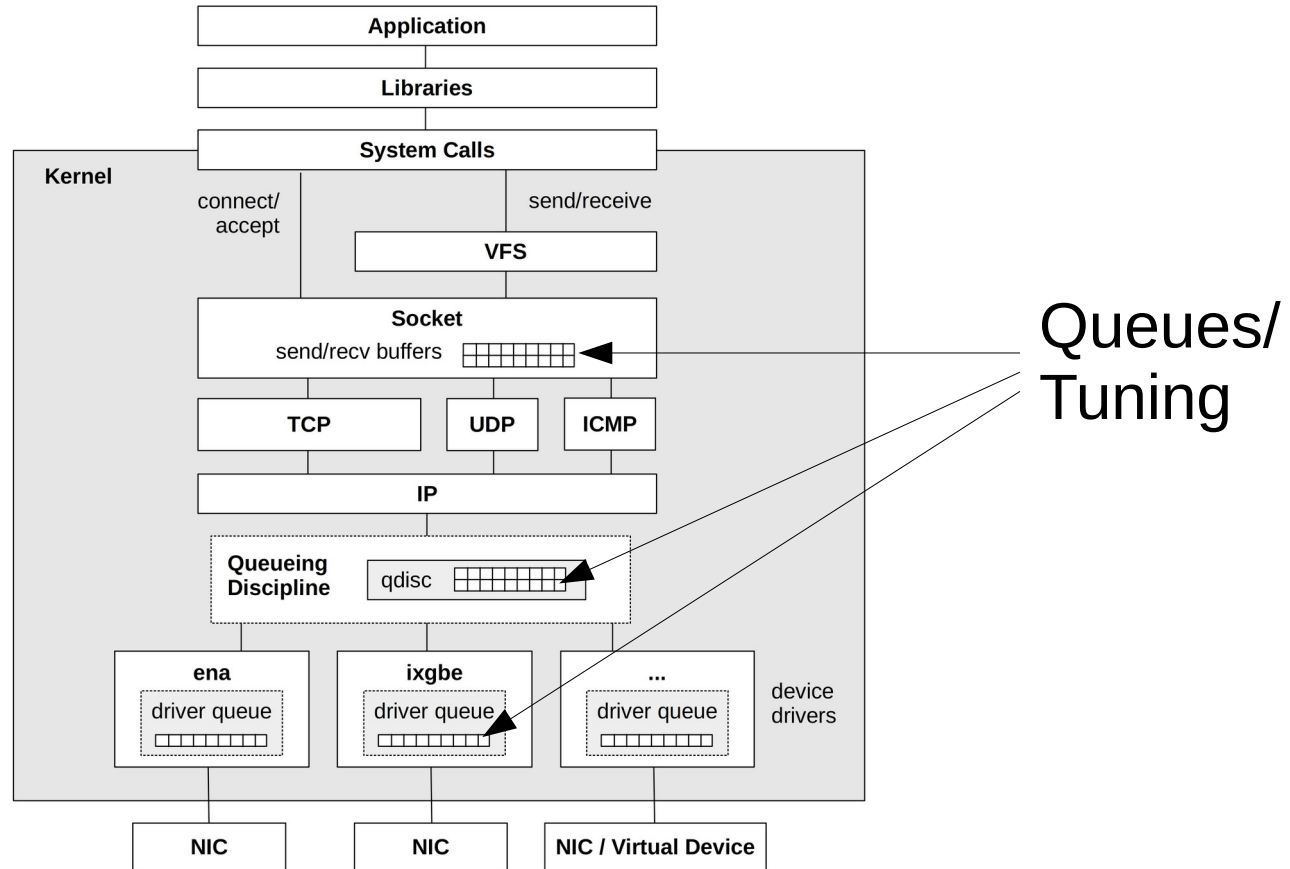 Application
Libraries
System Calls
Kernel
connect/
accept
send/receive
VFS
Socket
send/recv buffers
Queues/
Tuning
TCP
UDP
ICMP
IP
Queueing
Discipline
qdisc
ena
driver queue
ixgbe
driver queue
...
driver queue
device
drivers
NIC
NIC
NIC / Virtual Device